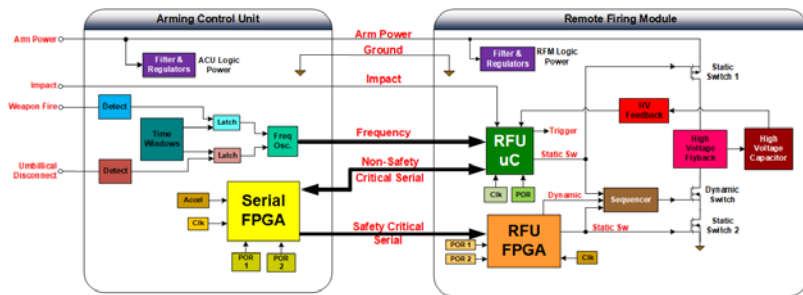 Arming Control Unit
Remote Firing Module
Arm Power
Arm Power
Filter &
Regulators
ACU Logic
Power
Ground
Filter &
Regulators
RFM Logic
Power
Static
Switch 1
Impact
Impact
Weapon Fire
Detect
Latch
Time
Windows
Freq
Osc.
Frequency
Latch
Umbillical
Disconnect
Detect
RFU
uC
Trigger
Static Sw
HV
Feedback
High
Voltage
Flyback
High
Voltage
Capacitor
Non-Safety
Critical Serial
Clk
POR
Accel
Clk
Serial
FPGA
POR
1
POR
2
Safety Critical
Serial
Dynamic
Sequencer
Dynamic
Switch
RFU
FPGA
Static Sw
Static
Switch 2
POR 1
POR 2
Clk